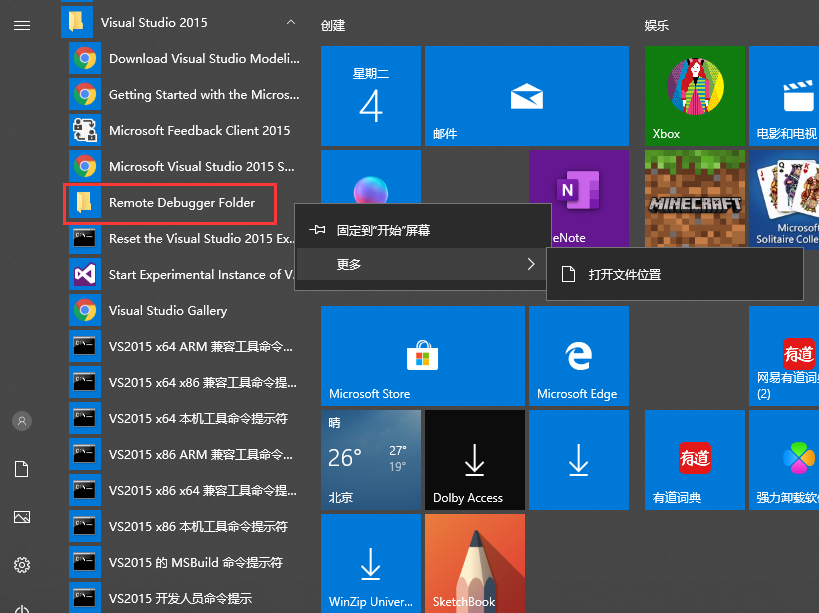 Visual Studio 2015
Download Visual Studio Modeli...
Getting Started with the Micros...
Microsoft Feedback Client 2015
Microsoft Visual Studio 2015 S...
Remote Debugger Folder
Reset the Visual Studio 2015 Ex...
Start Experimental Instance of V
Visual Studio Gallery
VS2015 x64 ARM 兼容工具命令...
VS2015 x64 x86 兼容工具命令提...
VS2015 x64 本机工具命令提示符
VS2015 x86 ARM 兼容工具命令...
VS2015 x86 x64 兼容工具命令提...
VS2015 x86 本机工具命令提示符
VS2015 的 MSBuild 命令提示符
VS2015 开发人员命令提示
固定到"开始"屏幕
更多
打开文件位置
创建
星期二
4
邮件
N
eNote
Microsoft Store
Microsoft Edge
晴
26°
27°
19°
北京
Dolby Access
WinZip Univer...
SketchBook
娱乐
Xbox
电影和电视
MINECRAFT
Microsoft
Solitaire Collec
有道
网易有道词典
(2)
有道
有道词典
强力卸载软件